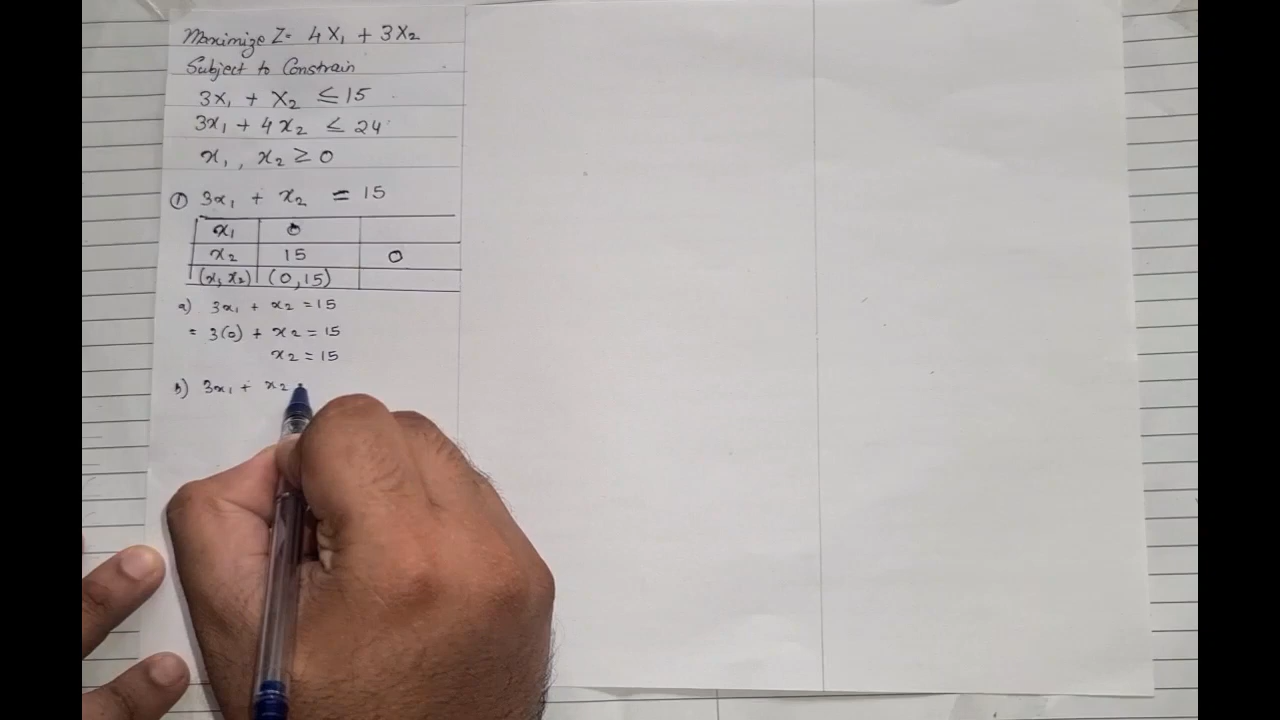 Maximize Z= 4X₁ + 3X₂
Subject to Constrain
3x₁ + X₂ ≤ 15
3x₁ + 4x₂ ≤ 24
x₁, x₂ ≥ 0
① 3x₁ + x₂ = 15
x₁ 0
x₂ 15 0
(x₁ x₂) (0,15)
a) 3x₁ + x₂ = 15
= 3(0) + x₂ = 15
x₂ = 15
b) 3x₁ + x₂